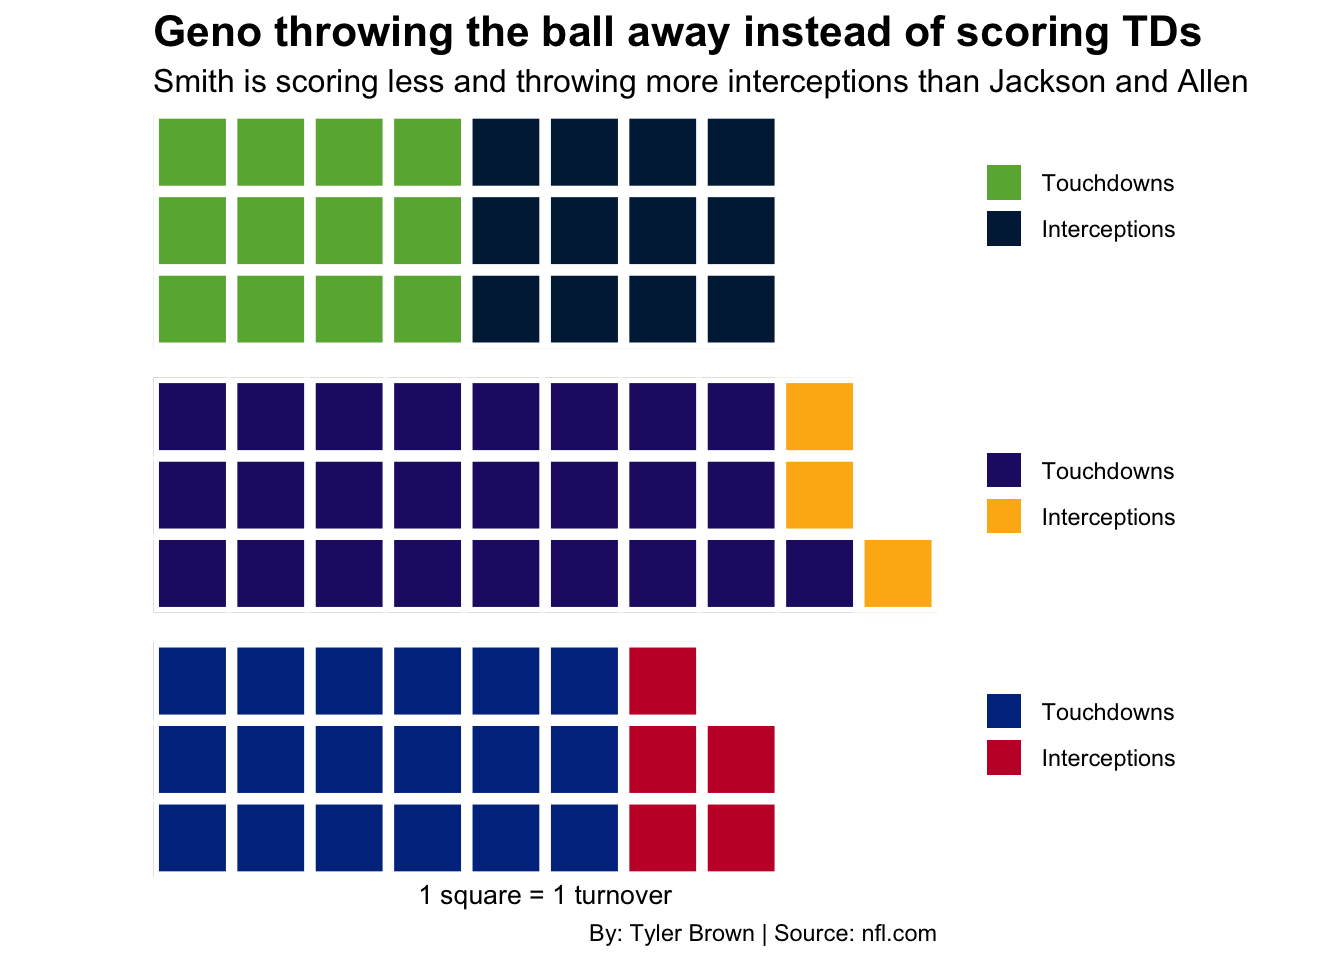 Geno throwing the ball away instead of scoring TDs
Smith is scoring less and throwing more interceptions than Jackson and Allen
Touchdowns
Interceptions
Touchdowns
Interceptions
Touchdowns
Interceptions
1 square = 1 turnover
By: Tyler Brown | Source: nfl.com